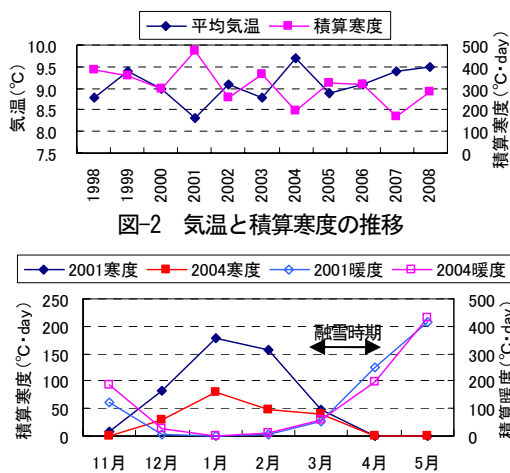 平均気温 積算寒度
10.0 9.5 9.0 8.5 8.0 7.5
気温(℃)
500 400 300 200 100 0
積算寒度(℃・day)
1998 1999 2000 2001 2002 2003 2004 2005 2006 2007 2008
図-2 気温と積算寒度の推移
2001寒度 2004寒度 2001暖度 2004暖度
250 200 150 100 50 0
積算寒度(℃・day)
融雪時期
500 400 300 200 100 0
積算暖度(℃・day)
11月 12月 1月 2月 3月 4月 5月